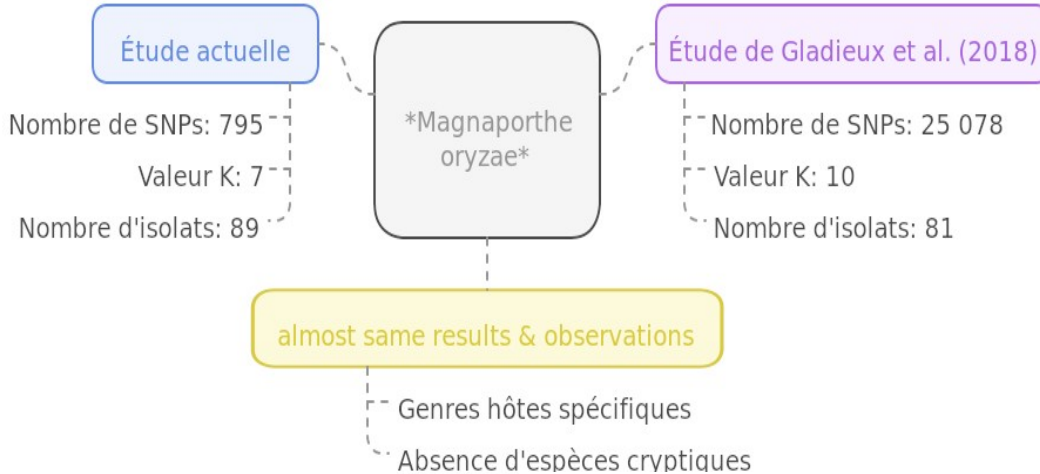 Étude actuelle
Nombre de SNPs: 795
Valeur K: 7
Nombre d'isolats: 89
*Magnaporthe
oryzae*
Étude de Gladieux et al. (2018)
Nombre de SNPs: 25 078
Valeur K: 10
Nombre d'isolats: 81
almost same results & observations
Genres hôtes spécifiques
Absence d'espèces cryptiques